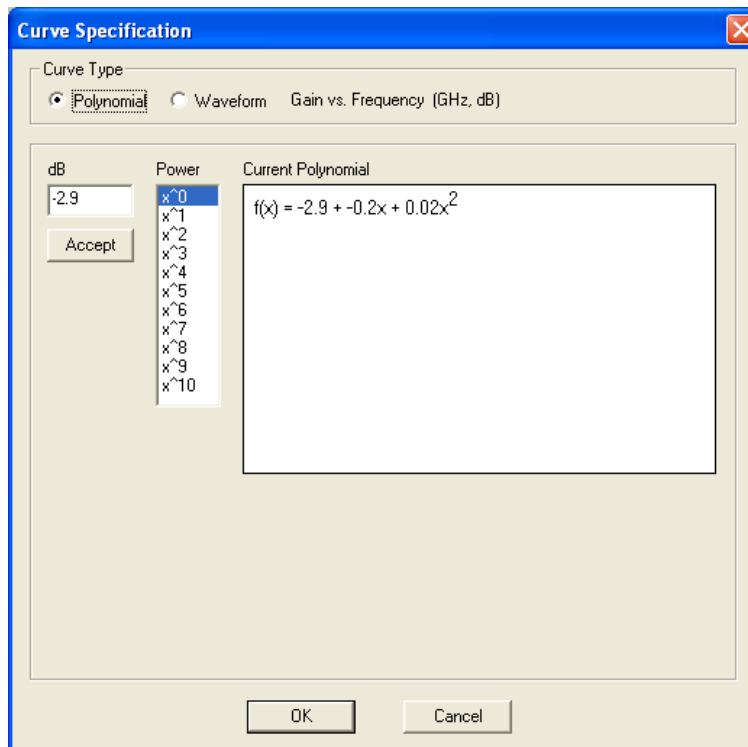 Curve Specification
Curve Type
Polynomial Waveform Gain vs. Frequency (GHz, dB)
dB Power Current Polynomial
-2.9
Accept
x^0
x^1
x^2
x^3
x^4
x^5
x^6
x^7
x^8
x^9
x^10
f(x) = -2.9 + -0.2x + 0.02x²
OK Cancel